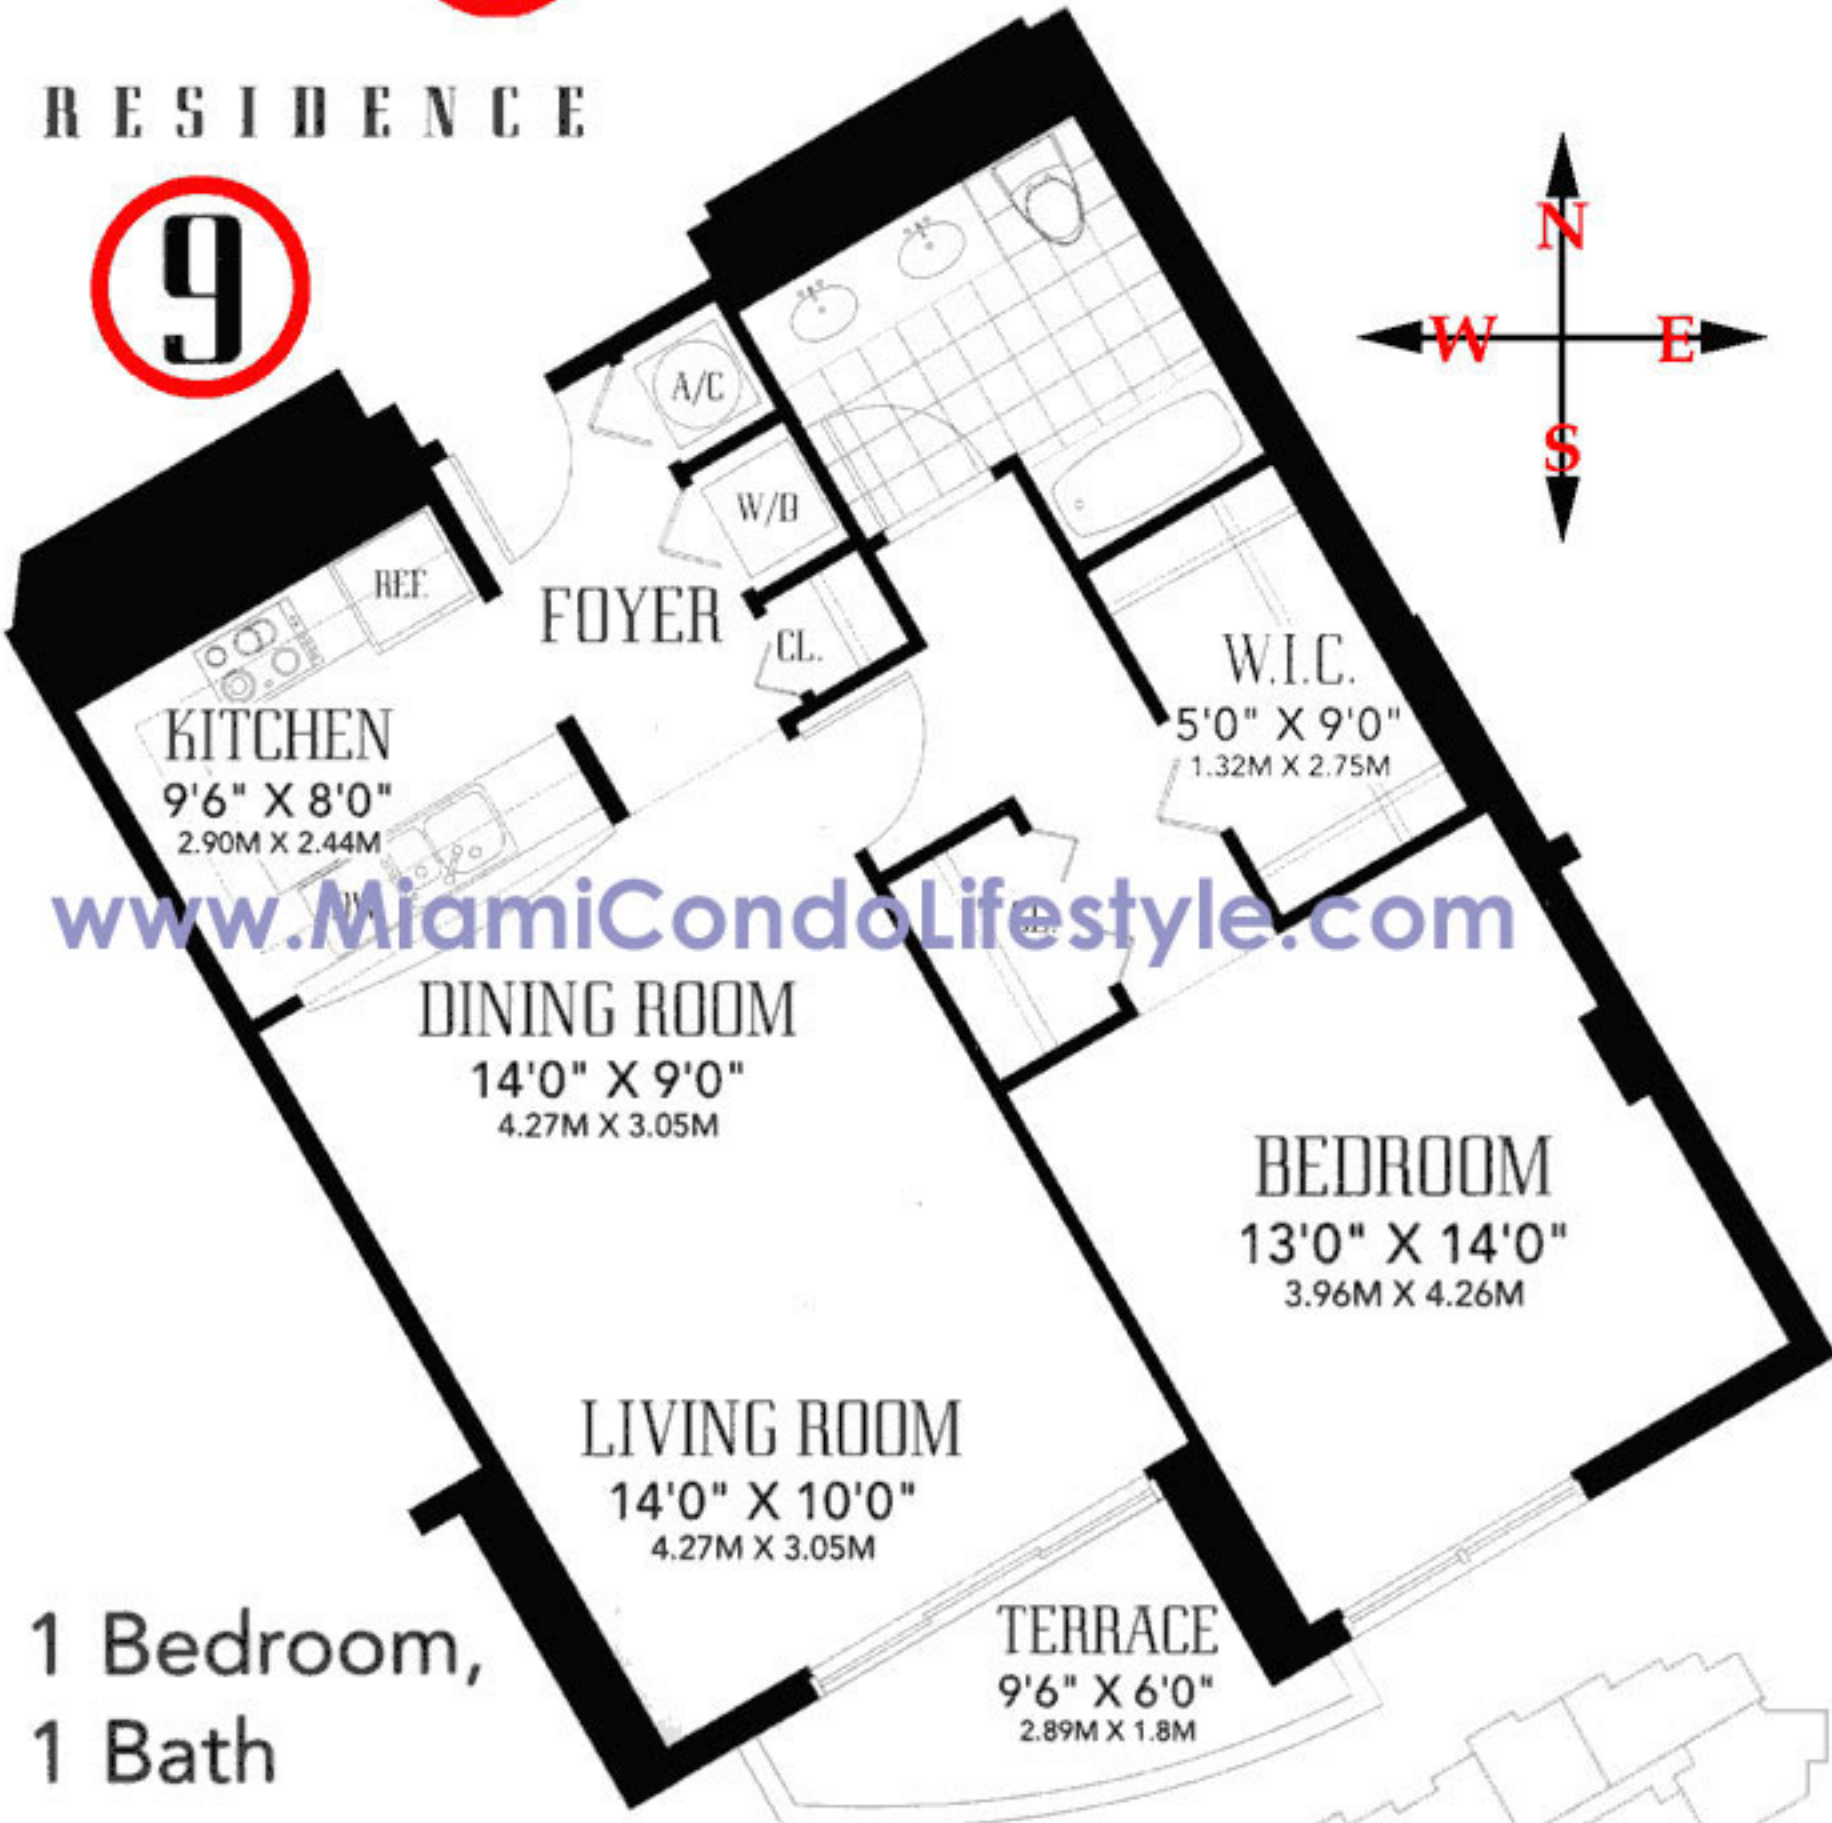 RESIDENCE
9
N
W E
S
A/C
W/D
REF.
FOYER
CL.
W.I.C.
5'0" X 9'0"
1.32M X 2.75M
KITCHEN
9'6" X 8'0"
2.90M X 2.44M
www.MiamiCondoLifestyle.com
DINING ROOM
14'0" X 9'0"
4.27M X 3.05M
BEDROOM
13'0" X 14'0"
3.96M X 4.26M
LIVING ROOM
14'0" X 10'0"
4.27M X 3.05M
TERRACE
9'6" X 6'0"
2.89M X 1.8M
1 Bedroom,
1 Bath